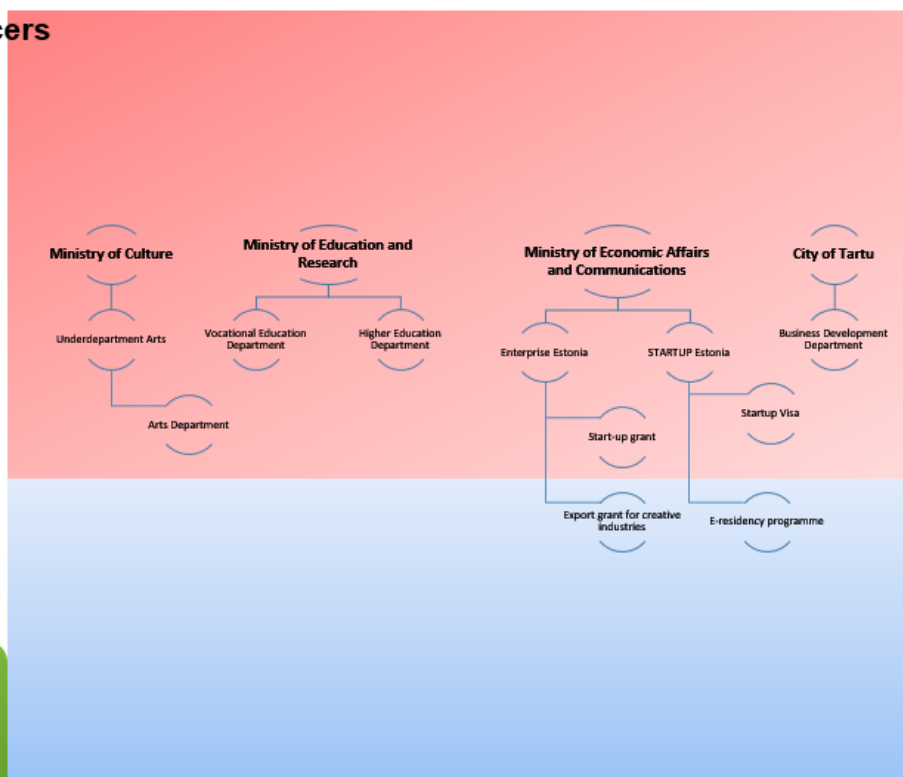 cers
Ministry of Culture
Underdepartment Arts
Arts Department
Ministry of Education and
Research
Vocational Education
Department
Higher Education
Department
Ministry of Economic Affairs
and Communications
Enterprise Estonia
Start-up grant
Export grant for creative
industries
STARTUP Estonia
Startup Visa
E-residency programme
City of Tartu
Business Development
Department